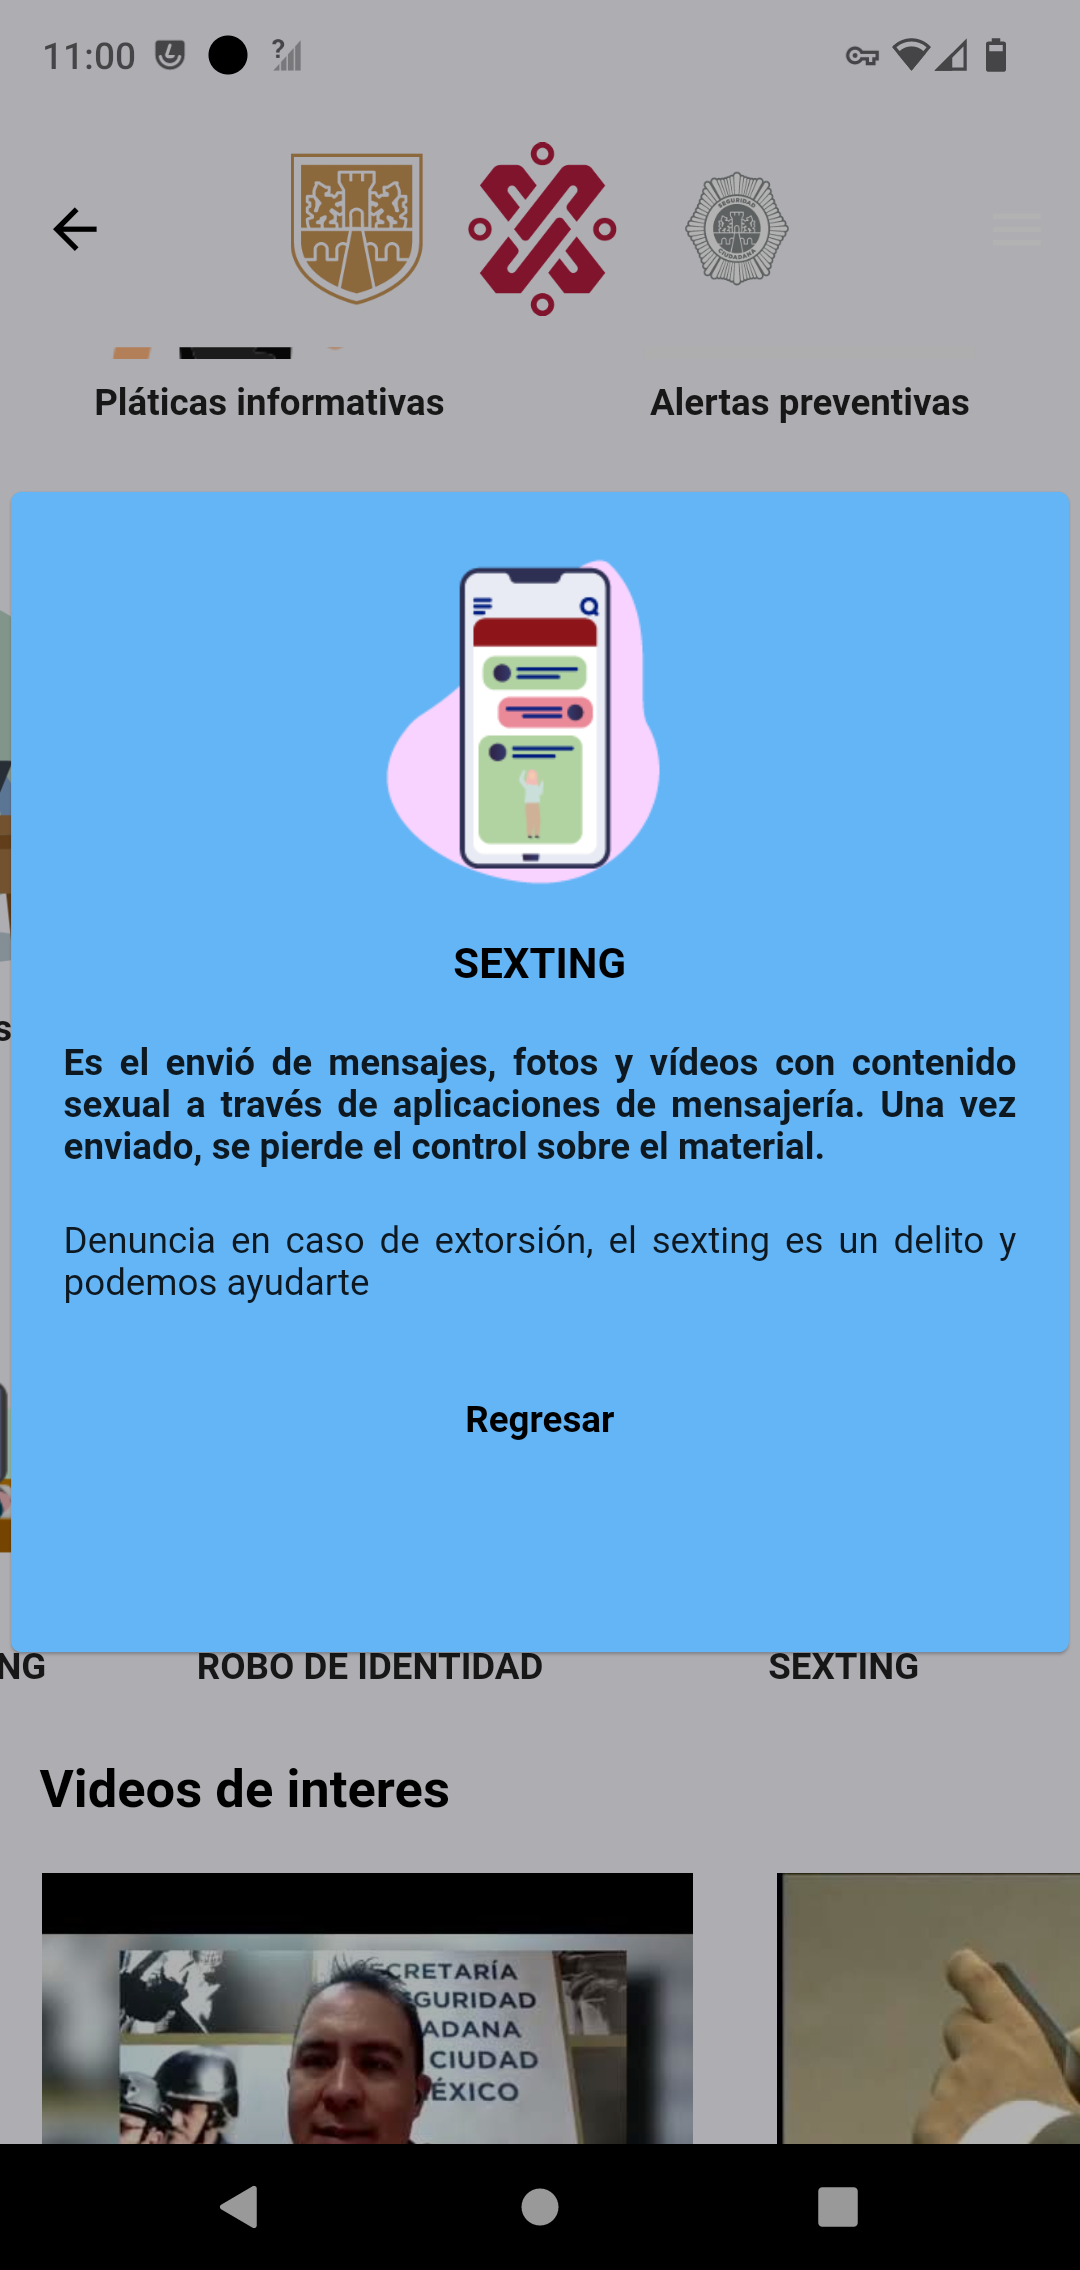 11:00
?
SEGURIDAD
CIUDADANA
Pláticas informativas
Alertas preventivas
SEXTING
Es el envió de mensajes, fotos y vídeos con contenido
sexual a través de aplicaciones de mensajería. Una vez
enviado, se pierde el control sobre el material.
Denuncia en caso de extorsión, el sexting es un delito y
podemos ayudarte
Regresar
s
NG
ROBO DE IDENTIDAD
SEXTING
Videos de interes
ECRETARÍA
GURIDAD
ADANA
CIUDAD
ÉXICO